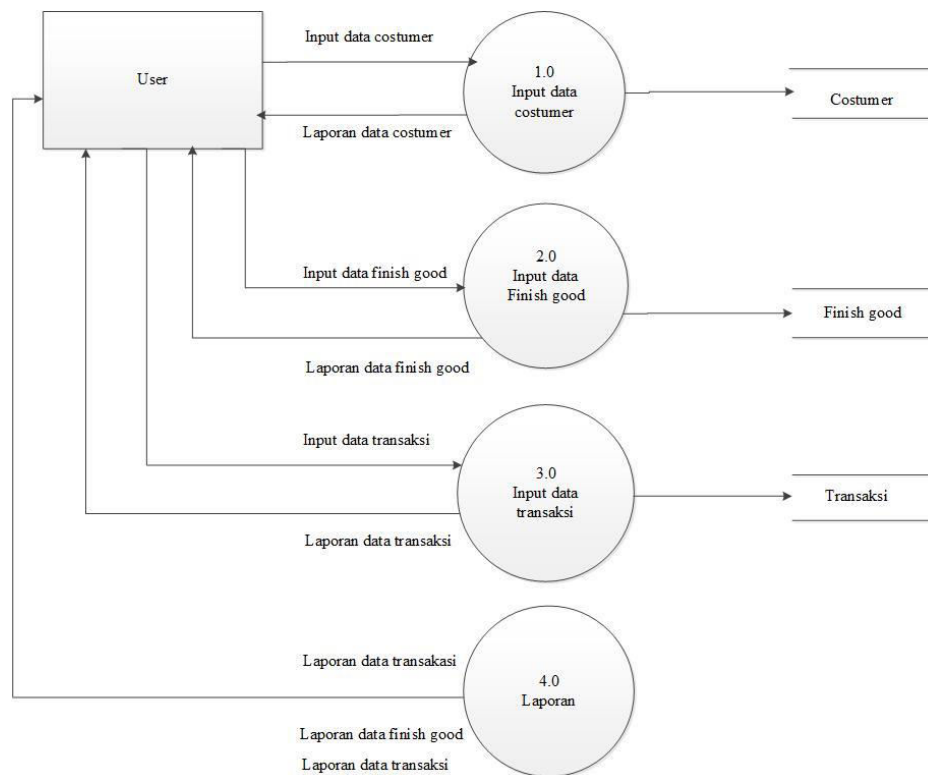 User
Input data costumer
Laporan data costumer
1.0
Input data
costumer
Costumer
Input data finish good
Laporan data finish good
2.0
Input data
Finish good
Finish good
Input data transaksi
Laporan data transaksi
3.0
Input data
transaksi
Transaksi
Laporan data transakasi
4.0
Laporan
Laporan data finish good
Laporan data transaksi